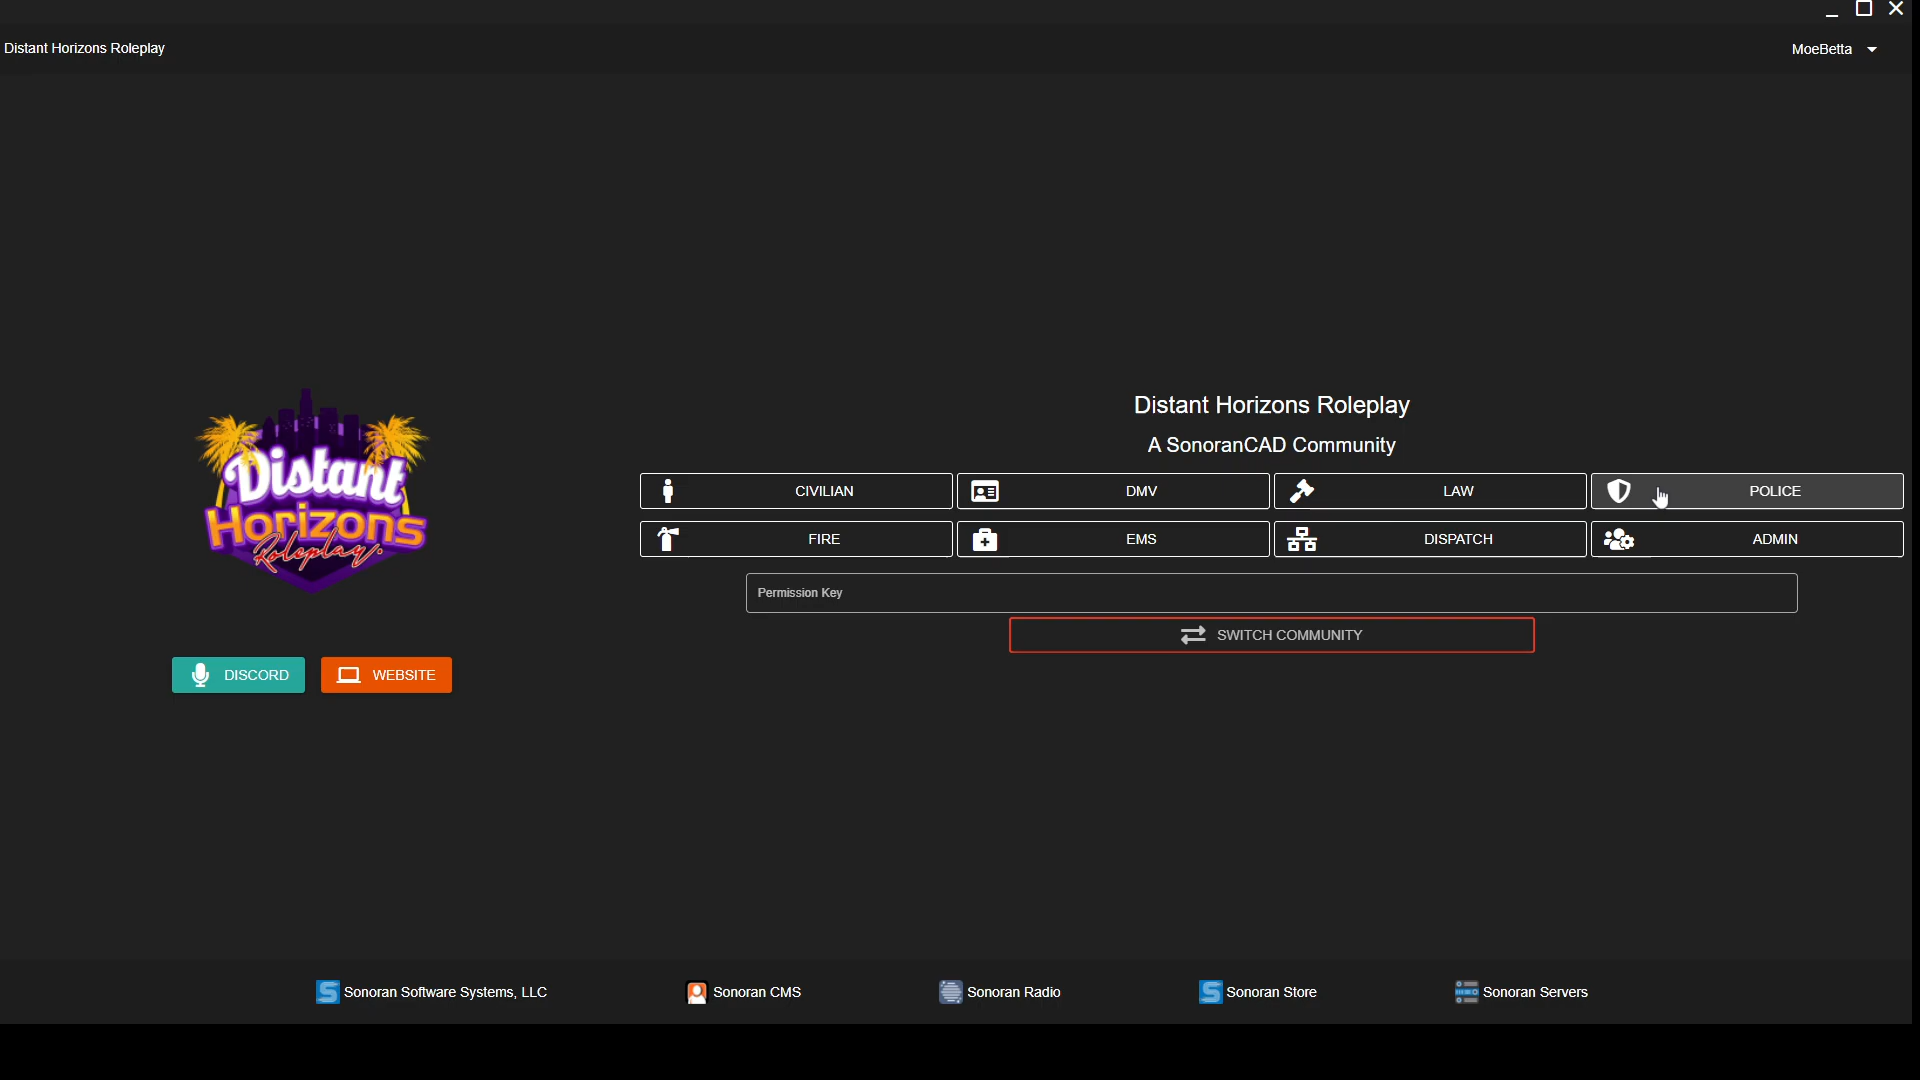 Distant Horizons Roleplay
MoeBetta
Distant
Horizons
Roleplay.
Distant Horizons Roleplay
A SonoranCAD Community
CIVILIAN
DMV
LAW
POLICE
FIRE
EMS
DISPATCH
ADMIN
Permission Key
SWITCH COMMUNITY
DISCORD
WEBSITE
Sonoran Software Systems, LLC
Sonoran CMS
Sonoran Radio
Sonoran Store
Sonoran Servers